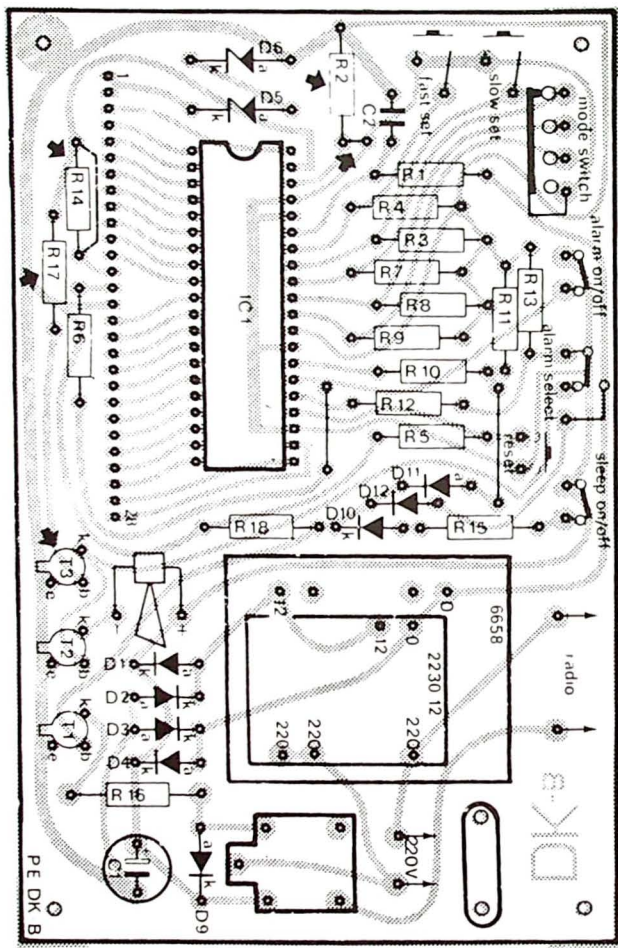 D6
k
a
D5
k
a
R2
C2
fast set
slow set
mode switch
1
R1
R4
R3
R7
R8
R9
R10
R12
R5
R11
R13
R14
R17
R6
IC1
alarm on/off
alarm select
reset
sleep on/off
D11
a
D12
D10
k
R18
R15
T3
k
e
b
T2
k
e
b
T1
k
e
b
-
+
D1
k
a
D2
a
k
D3
a
k
D4
k
a
R16
C1
+
a
k
D9
12
0
12
0
6658
2230 12
220
220
220
radio
220V
DK-B
PE DK B